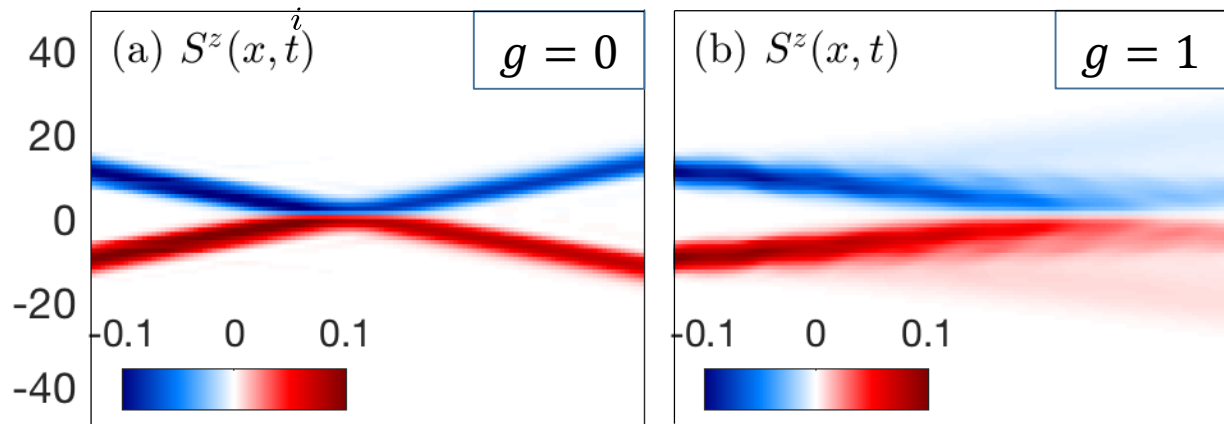 i
(a) S^z(x, t)
g = 0
(b) S^z(x, t)
g = 1
40
20
0
-20
-40
-0.1 0 0.1
-0.1 0 0.1